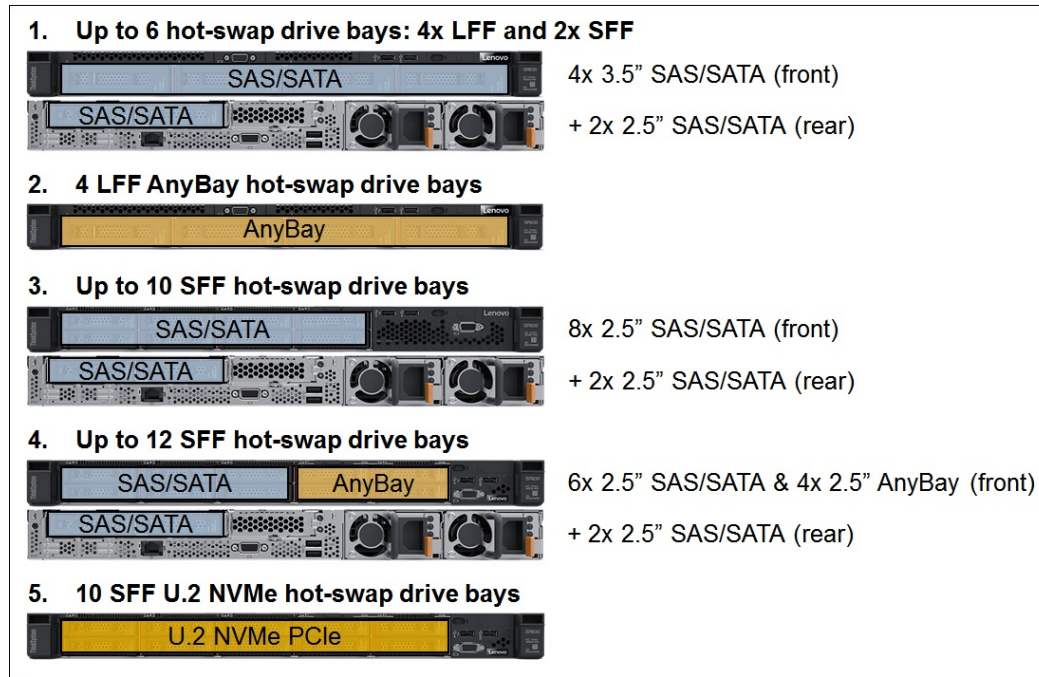 1. Up to 6 hot-swap drive bays: 4x LFF and 2x SFF
Lenovo
SAS/SATA
4x 3.5” SAS/SATA (front)
SAS/SATA
+ 2x 2.5” SAS/SATA (rear)
2. 4 LFF AnyBay hot-swap drive bays
Lenovo
AnyBay
3. Up to 10 SFF hot-swap drive bays
Lenovo
SAS/SATA
8x 2.5” SAS/SATA (front)
SAS/SATA
+ 2x 2.5” SAS/SATA (rear)
4. Up to 12 SFF hot-swap drive bays
SAS/SATA AnyBay
6x 2.5” SAS/SATA & 4x 2.5” AnyBay (front)
Lenovo
SAS/SATA
+ 2x 2.5” SAS/SATA (rear)
5. 10 SFF U.2 NVMe hot-swap drive bays
U.2 NVMe PCIe
Lenovo